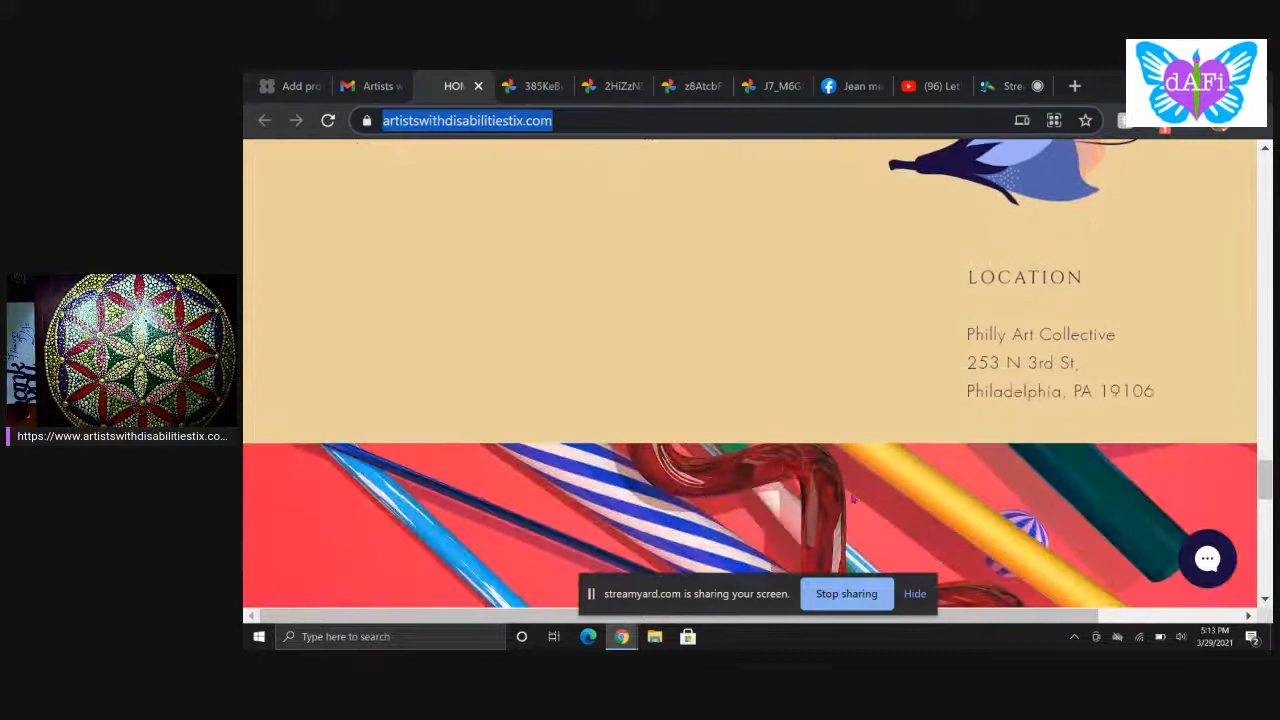 dAFi
Add pro
Artists w
HOM
385KeB
2HiZzN
z8AtcbF
J7_M6G
Jean me
(96) Let
Stre
artistswithdisabilitiestix.com
LOCATION
Philly Art Collective
253 N 3rd St,
Philadelphia, PA 19106
https://www.artistswithdisabilitiestix.co...
streamyard.com is sharing your screen.
Stop sharing
Hide
Type here to search
5:13 PM
3/29/2021